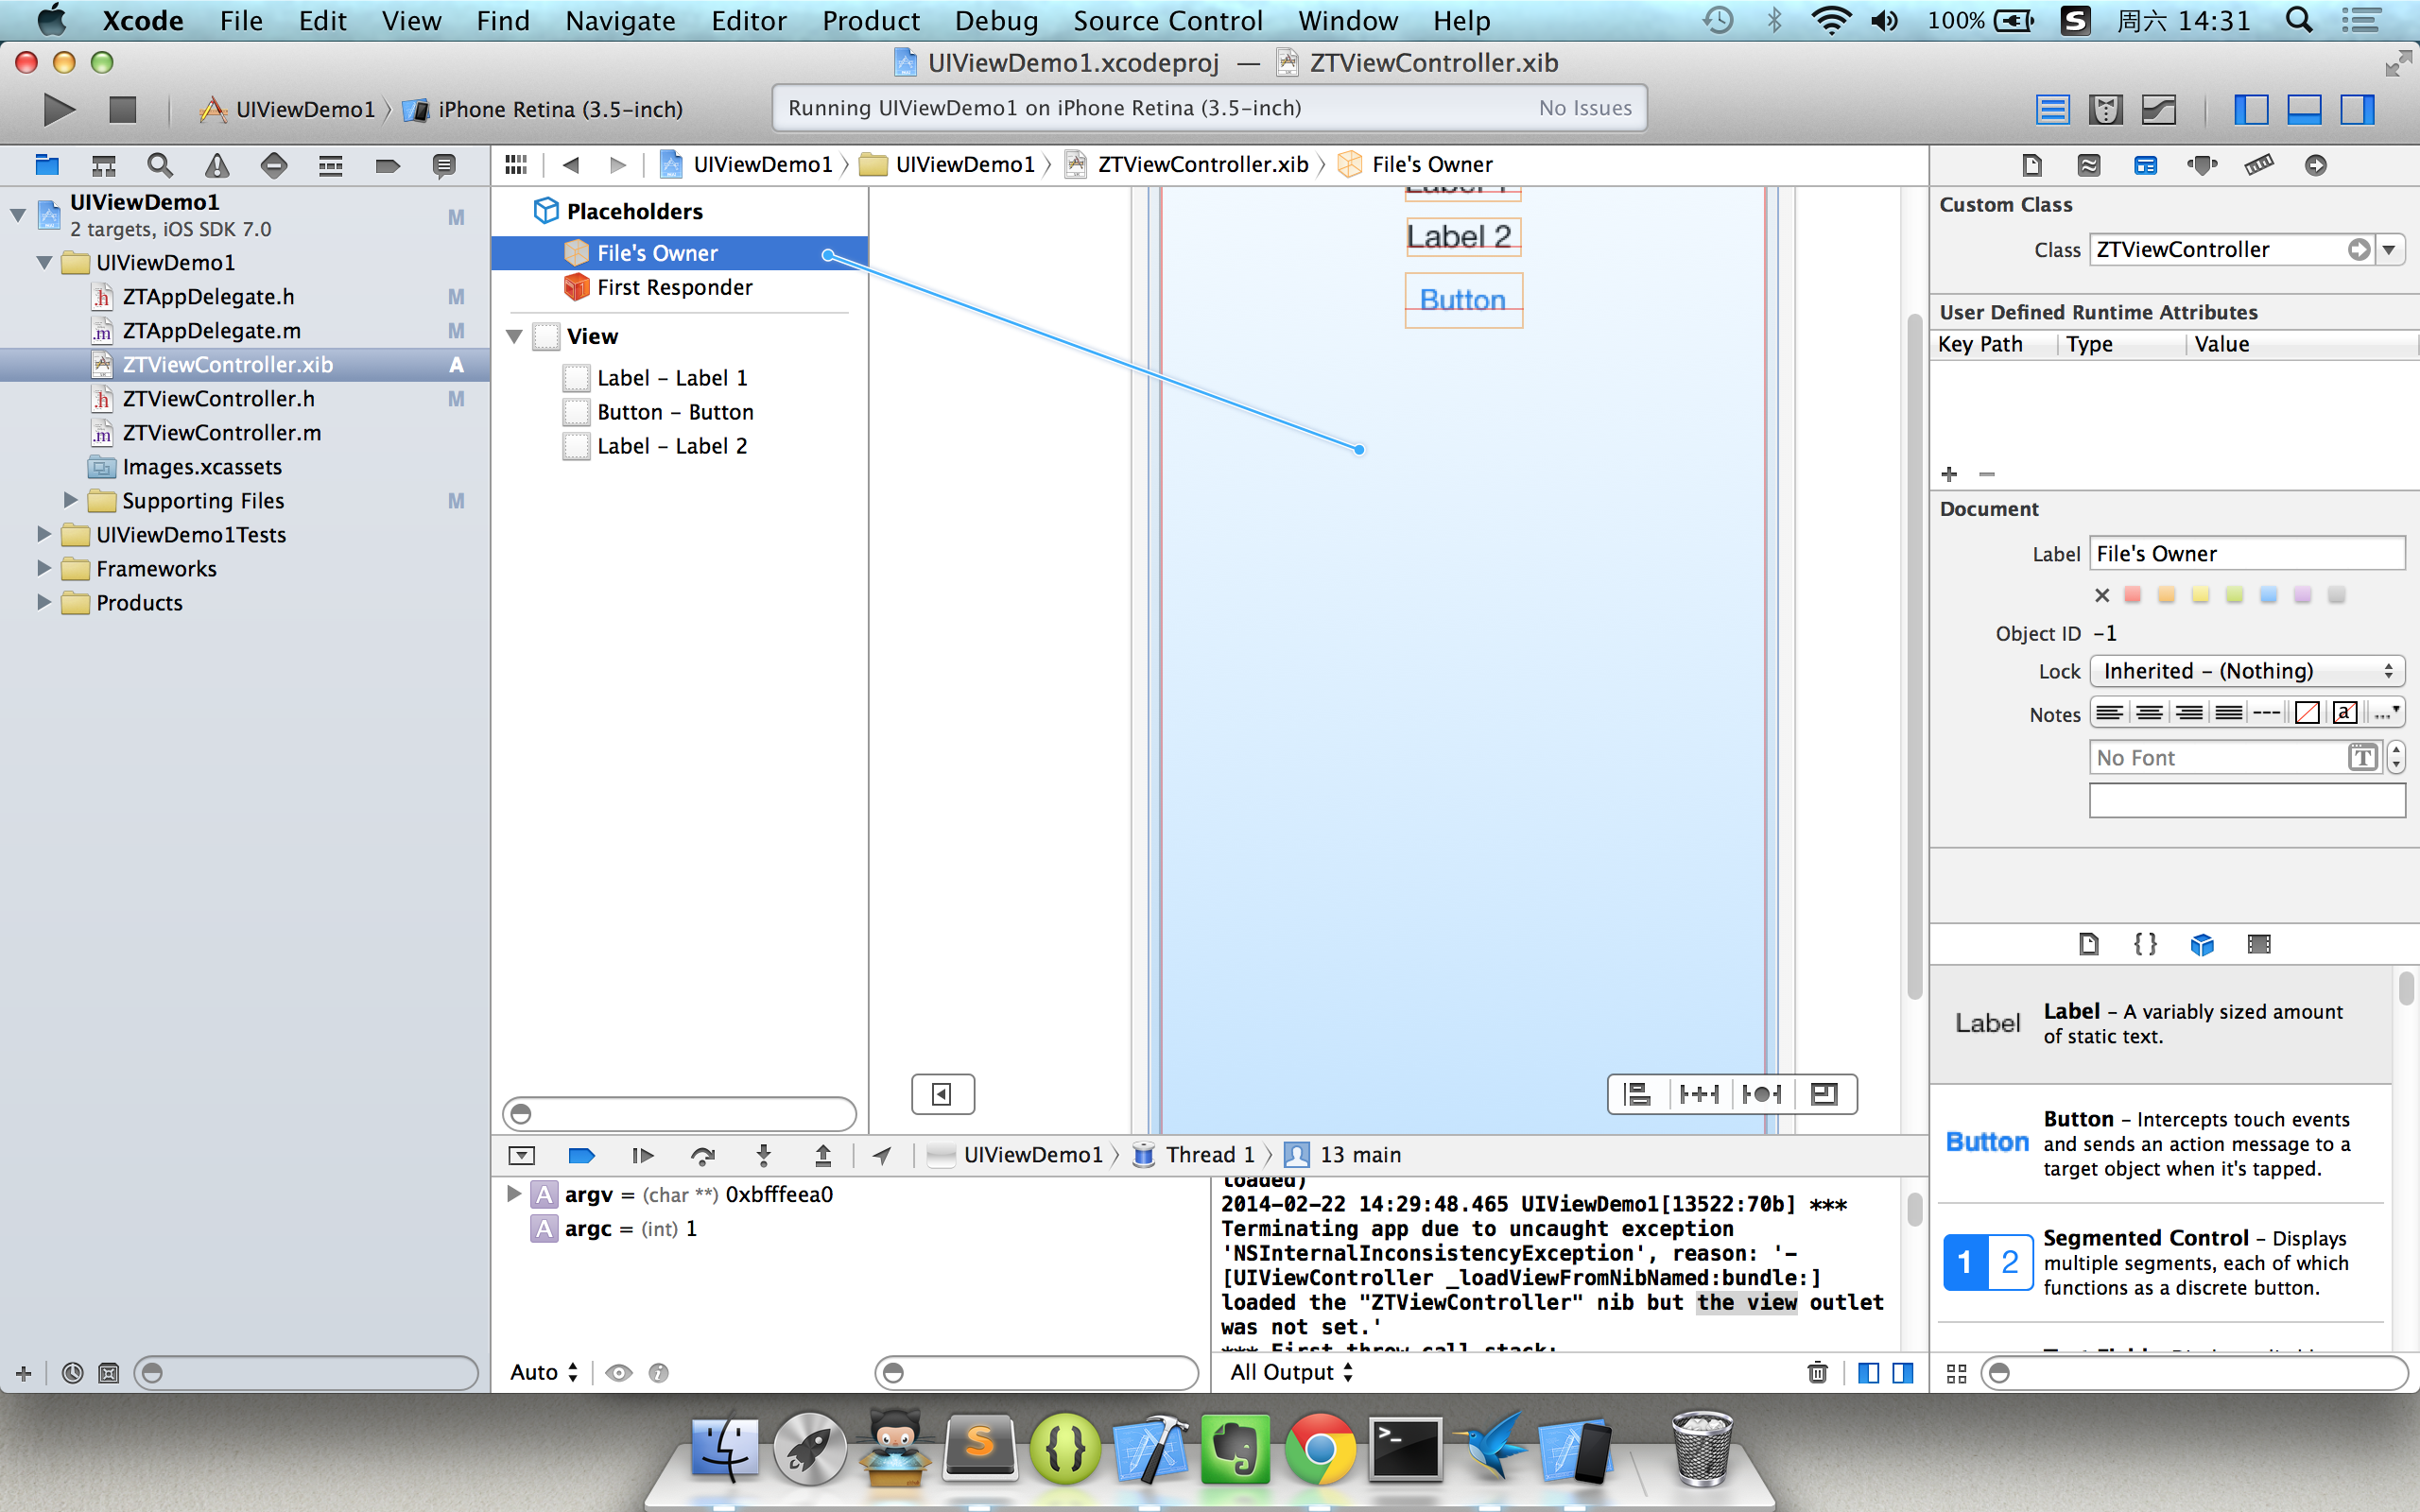 Xcode File Edit View Find Navigate Editor Product Debug Source Control Window Help 100% 周六 14:31
UIViewDemo1.xcodeproj — ZTViewController.xib
UIViewDemo1 iPhone Retina (3.5-inch)
Running UIViewDemo1 on iPhone Retina (3.5-inch) No Issues
UIViewDemo1 UIViewDemo1 ZTViewController.xib File's Owner
UIViewDemo1 M
2 targets, iOS SDK 7.0
UIViewDemo1
ZTAppDelegate.h M
ZTAppDelegate.m M
ZTViewController.xib A
ZTViewController.h M
ZTViewController.m
Images.xcassets
Supporting Files M
UIViewDemo1Tests
Frameworks
Products
Placeholders
File's Owner
First Responder
View
Label - Label 1
Button - Button
Label - Label 2
Label 1
Label 2
Button
Custom Class
Class ZTViewController
User Defined Runtime Attributes
Key Path Type Value
Document
Label File's Owner
Object ID -1
Lock Inherited - (Nothing)
Notes
No Font
Label
Label - A variably sized amount
of static text.
Button
Button - Intercepts touch events
and sends an action message to a
target object when it's tapped.
1 2
Segmented Control - Displays
multiple segments, each of which
functions as a discrete button.
UIViewDemo1 Thread 1 13 main
A argv = (char **) 0xbfffeea0
A argc = (int) 1
loaded)
2014-02-22 14:29:48.465 UIViewDemo1[13522:70b] ***
Terminating app due to uncaught exception
'NSInternalInconsistencyException', reason: '-
[UIViewController _loadViewFromNibNamed:bundle:]
loaded the "ZTViewController" nib but the view outlet
was not set.'
*** First throw call stack:
Auto
All Output